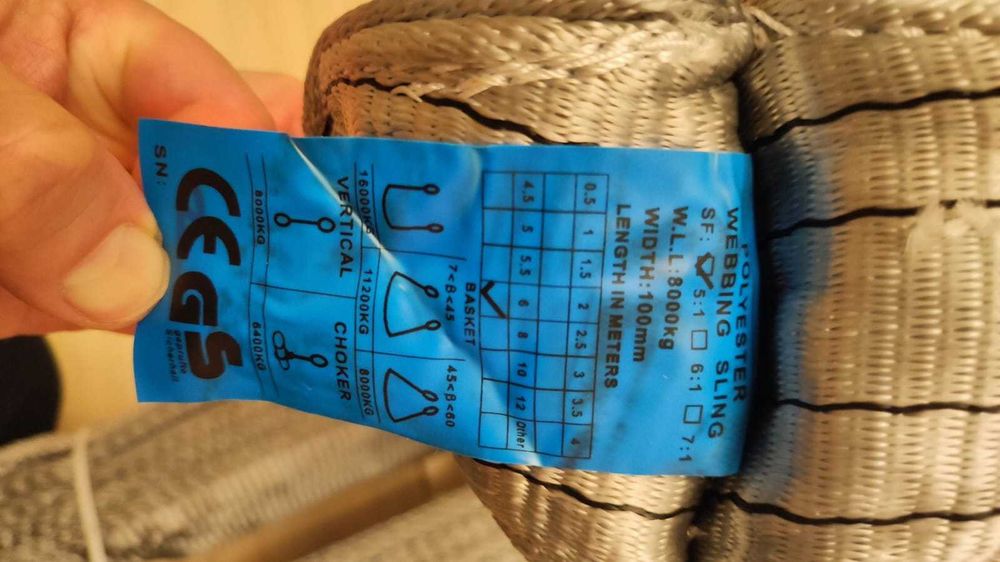 POLYESTER
WEBBING SLING
SF: 5:1 6:1 7:1
W.L.L:8000kg
WIDTH:100mm
LENGTH IN METERS
0.5 1 1.5 2 2.5 3 3.5 4
4.5 5 5.5 6 8 10 12 Other
BASKET
7<B<45 45<B<60
16000KG 11200KG 8000KG
VERTICAL CHOKER
8000KG 6400KG
CE GS
geprüfte
Sicherheit
SN: